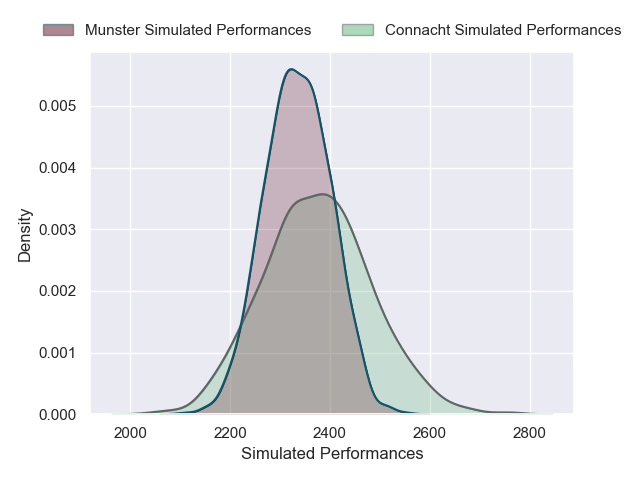 Munster Simulated Performances Connacht Simulated Performances
0.005
0.004
0.003
0.002
0.001
0.000
Density
2000 2200 2400 2600 2800
Simulated Performances